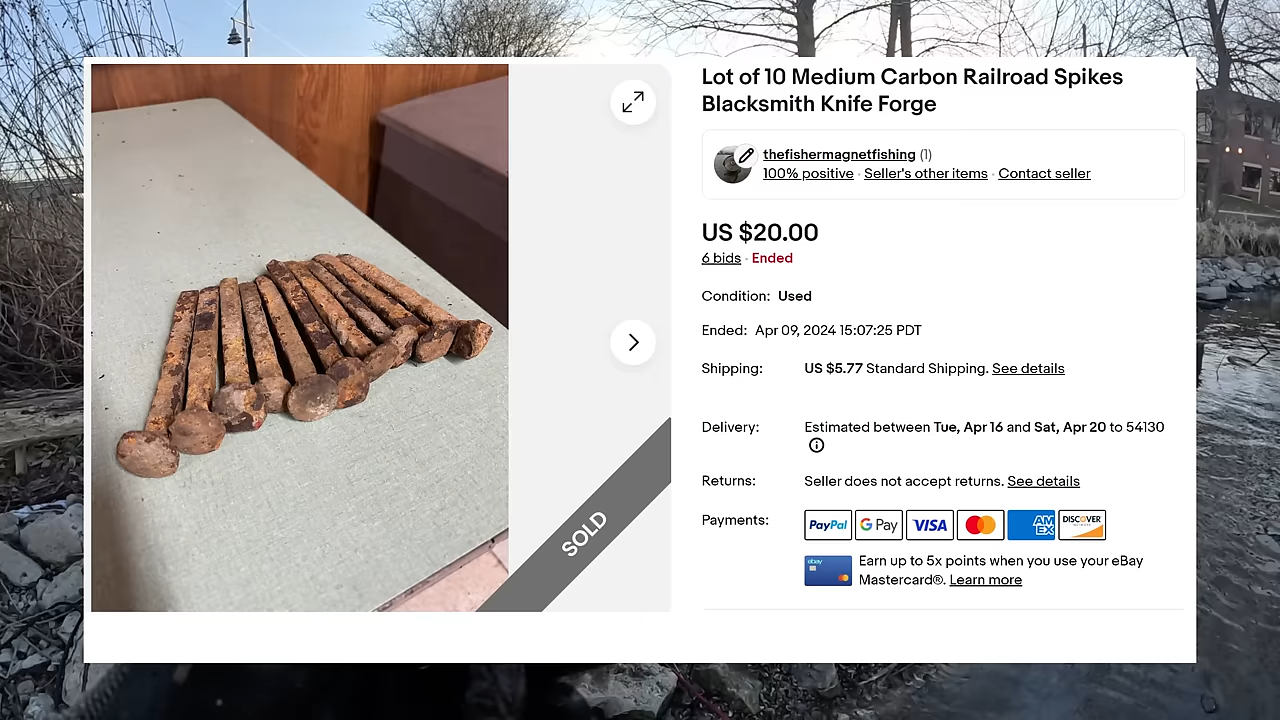 Lot of 10 Medium Carbon Railroad Spikes
Blacksmith Knife Forge
thefishermagnetfishing (1)
100% positive · Seller's other items · Contact seller
US $20.00
6 bids · Ended
Condition: Used
Ended: Apr 09, 2024 15:07:25 PDT
Shipping: US $5.77 Standard Shipping. See details
Delivery: Estimated between Tue, Apr 16 and Sat, Apr 20 to 54130
Returns: Seller does not accept returns. See details
Payments: PayPal G Pay VISA AM EX DISCOVER
ebay
Earn up to 5x points when you use your eBay
Mastercard®. Learn more
SOLD